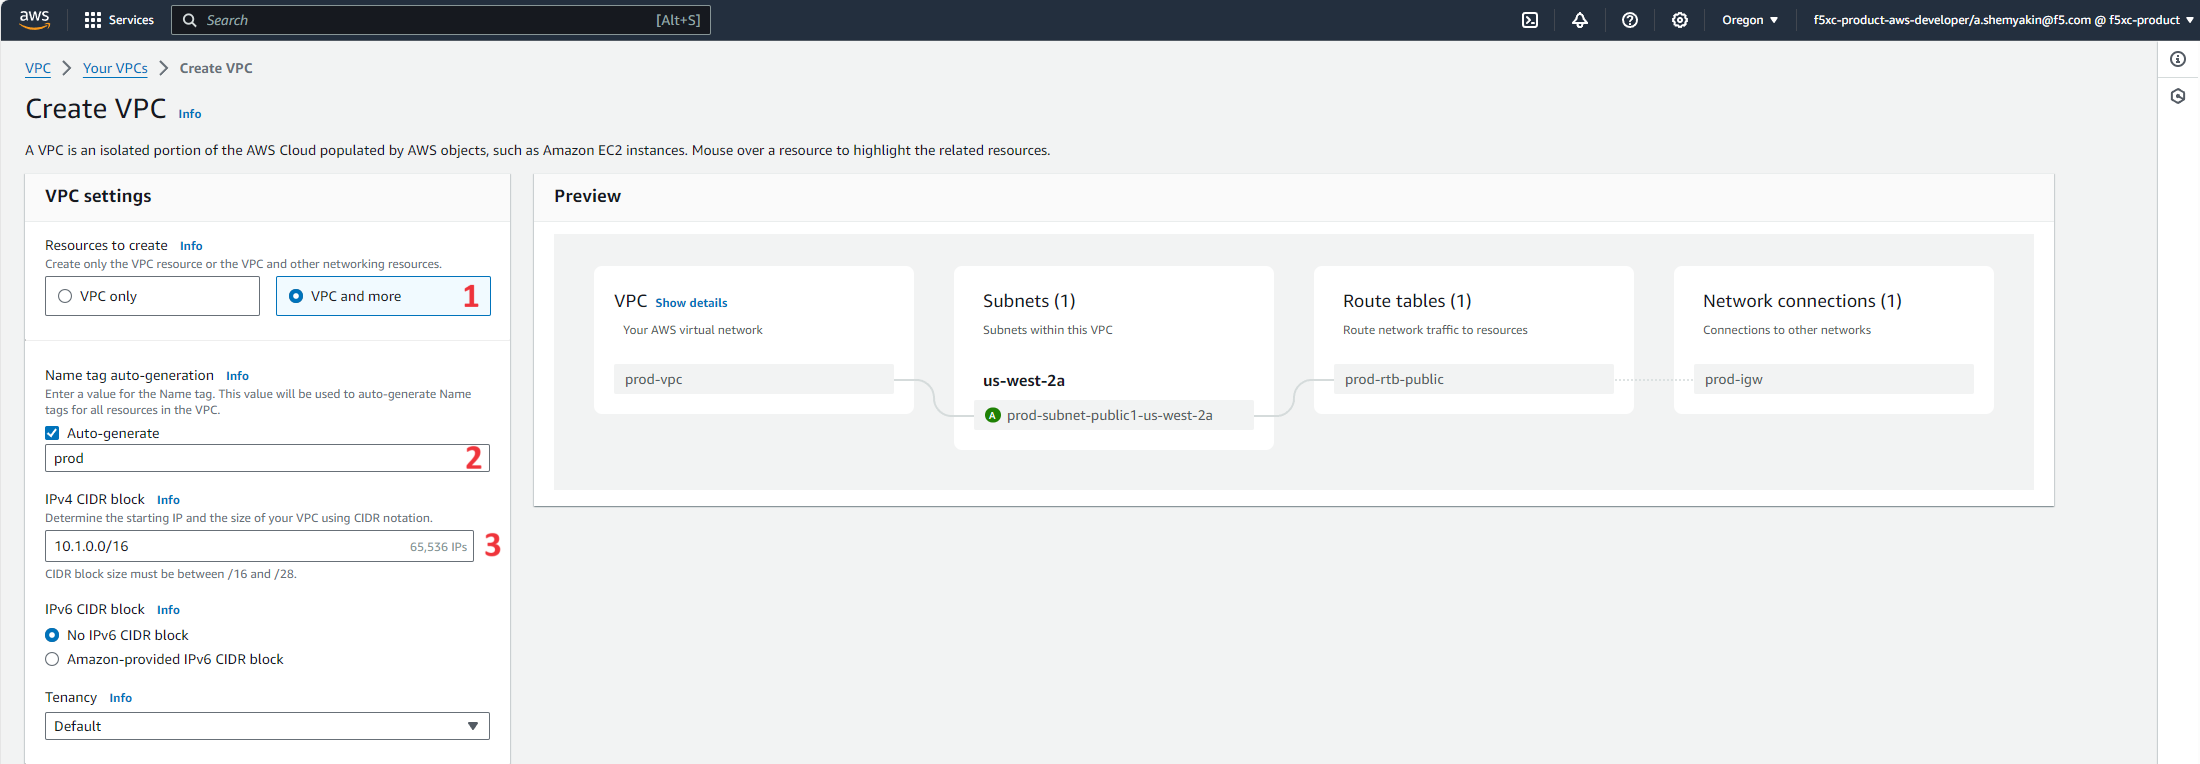 aws
Services
Search
[Alt+S]
Oregon
f5xc-product-aws-developer/a.shemyakin@f5.com @ f5xc-product
VPC
Your VPCs
Create VPC
Create VPC
Info
A VPC is an isolated portion of the AWS Cloud populated by AWS objects, such as Amazon EC2 instances. Mouse over a resource to highlight the related resources.
VPC settings
Resources to create Info
Create only the VPC resource or the VPC and other networking resources.
VPC only
VPC and more
1
Name tag auto-generation Info
Enter a value for the Name tag. This value will be used to auto-generate Name
tags for all resources in the VPC.
Auto-generate
prod
2
IPv4 CIDR block Info
Determine the starting IP and the size of your VPC using CIDR notation.
10.1.0.0/16
65,536 IPs
3
CIDR block size must be between /16 and /28.
IPv6 CIDR block Info
No IPv6 CIDR block
Amazon-provided IPv6 CIDR block
Tenancy Info
Default
Preview
VPC Show details
Your AWS virtual network
prod-vpc
Subnets (1)
Subnets within this VPC
us-west-2a
A
prod-subnet-public1-us-west-2a
Route tables (1)
Route network traffic to resources
prod-rtb-public
Network connections (1)
Connections to other networks
prod-igw